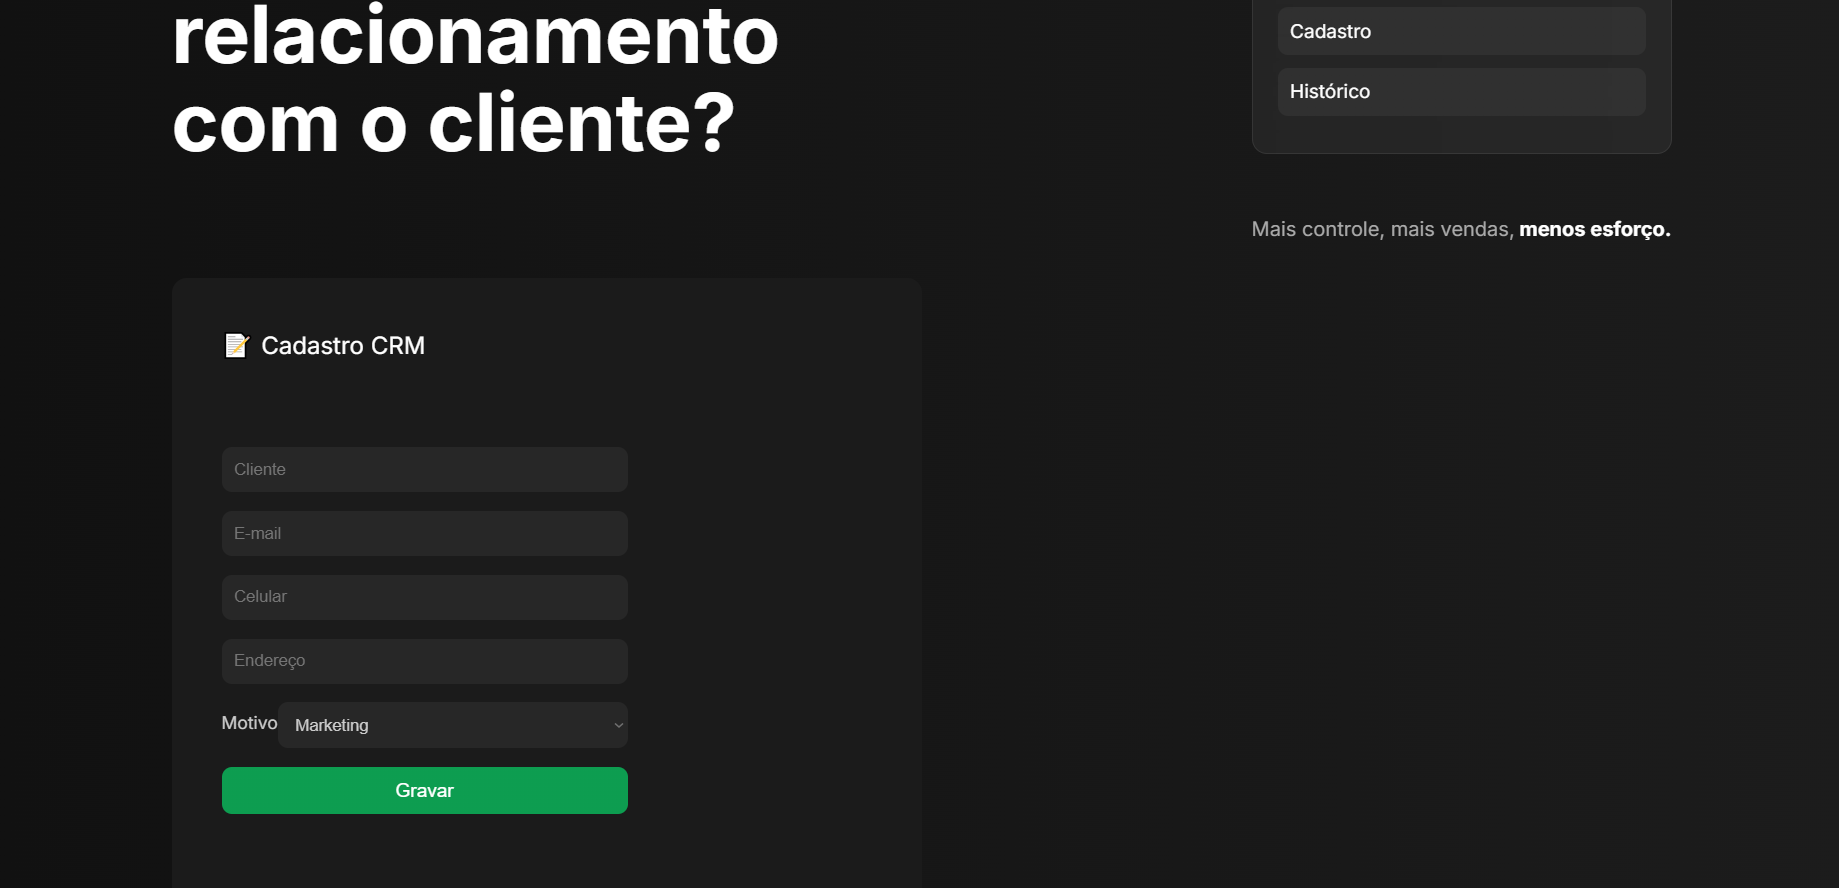 relacionamento
com o cliente?
Cadastro
Histórico
Mais controle, mais vendas, menos esforço.
Cadastro CRM
Cliente
E-mail
Celular
Endereço
Motivo Marketing
Gravar